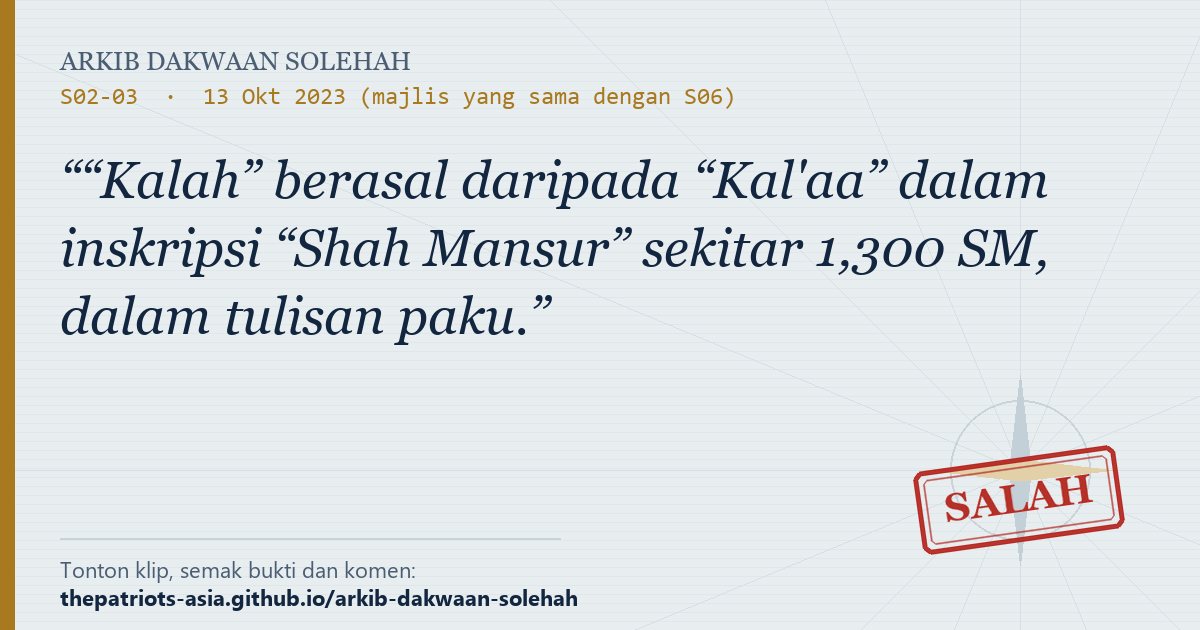 ARKIB DAKWAAN SOLEHAH
S02-03 · 13 Okt 2023 (majlis yang sama dengan S06)
““Kalah” berasal daripada “Kal'aa” dalam
inskripsi “Shah Mansur” sekitar 1,300 SM,
dalam tulisan paku.”
SALAH
Tonton klip, semak bukti dan komen:
thepatriots-asia.github.io/arkib-dakwaan-solehah